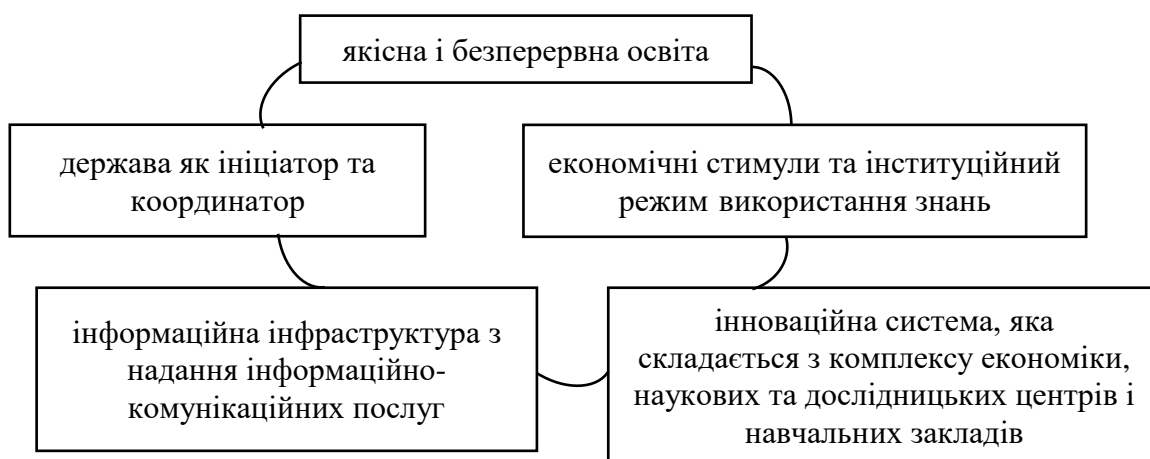 якісна і безперервна освіта
держава як ініціатор та
координатор
економічні стимули та інституційний
режим використання знань
інформаційна інфраструктура з
надання інформаційно-
комунікаційних послуг
інноваційна система, яка
складається з комплексу економіки,
наукових та дослідницьких центрів і
навчальних закладів